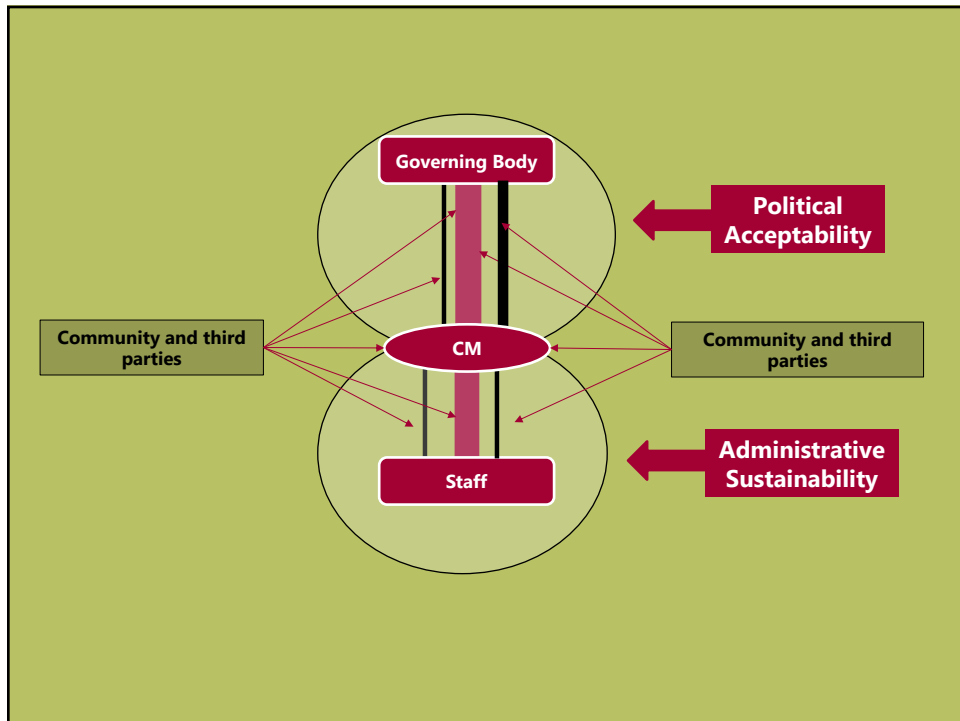 Governing Body
Political
Acceptability
Community and third
parties
CM
Community and third
parties
Administrative
Sustainability
Staff